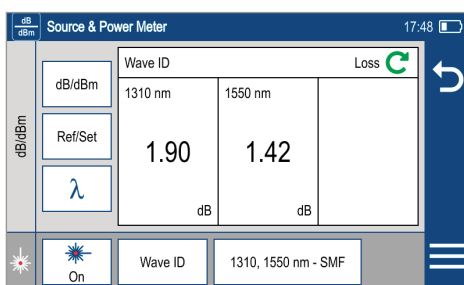 dB
dBm
Source & Power Meter
17:48
dB/dBm
dB/dBm
Ref/Set
λ
Wave ID
Loss
1310 nm
1550 nm
1.90
1.42
dB
dB
On
Wave ID
1310, 1550 nm - SMF